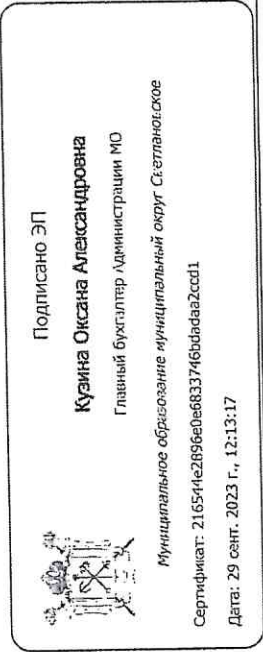 Подписано ЭП
Кузина Оксана Александровна
Главный бухгалтер Администрации МО
Муниципальное образование муниципальный округ Светлановское
Сертификат: 216544e2896e0e6833746bdadaa2ccd1
Дата: 29 сент. 2023 г., 12:13:17